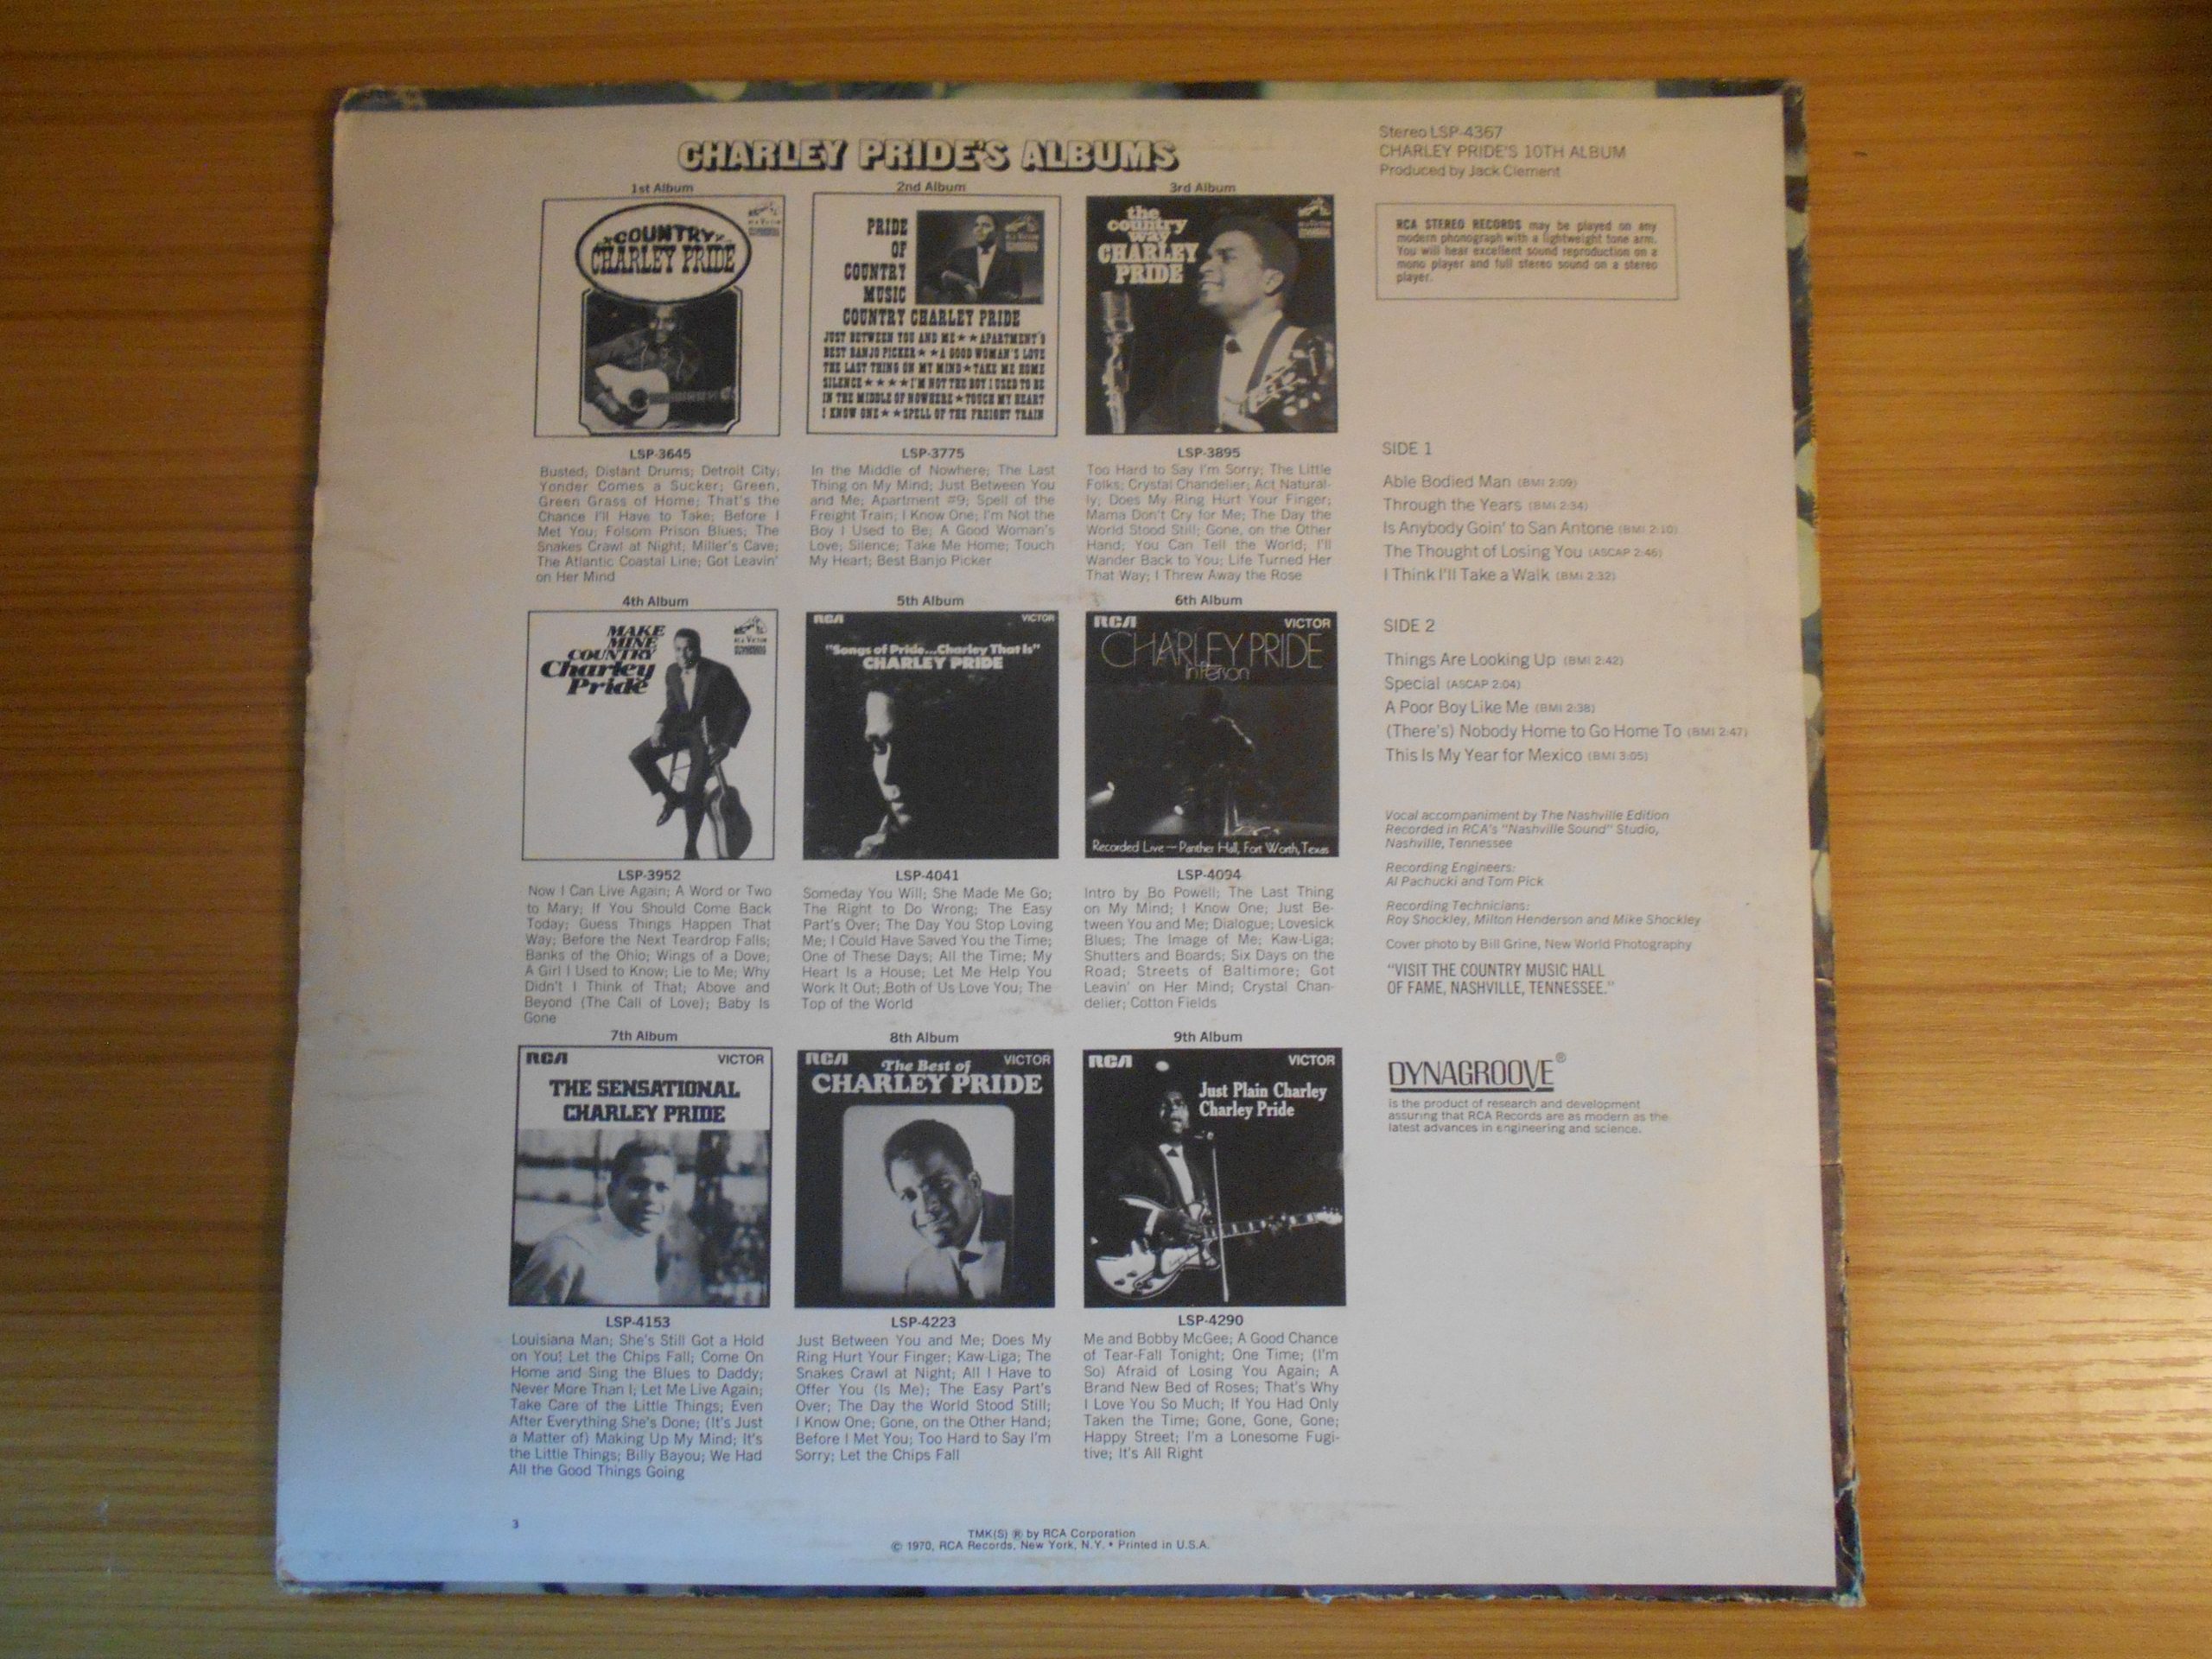 CHARLEY PRIDE'S ALBUMS
1st Album
COUNTRY
CHARLEY PRIDE
LSP-3645
Busted; Distant Drums; Detroit City;
Yonder Comes a Sucker; Green,
Green Grass of Home; That's the
Chance I'll Have to Take; Before I
Met You; Folsom Prison Blues; The
Snakes Crawl at Night; Miller's Cave;
The Atlantic Coastal Line; Got Leavin'
on Her Mind
2nd Album
PRIDE
OF
COUNTRY
MUSIC
COUNTRY CHARLEY PRIDE
JUST BETWEEN YOU AND ME★★APARTMENT'9
BEST BANJO PICKER★★A GOOD WOMAN'S LOVE
THE LAST THING ON MY MIND★TAKE ME HOME
SILENCE★★★★I'M NOT THE BOY I USED TO BE
IN THE MIDDLE OF NOWHERE★TOUCH MY HEART
I KNOW ONE★★SPELL OF THE FREIGHT TRAIN
LSP-3775
In the Middle of Nowhere; The Last
Thing on My Mind; Just Between You
and Me; Apartment #9; Spell of the
Freight Train; I Know One; I'm Not the
Boy I Used to Be; A Good Woman's
Love; Silence; Take Me Home; Touch
My Heart; Best Banjo Picker
3rd Album
the
country
way
CHARLEY
PRIDE
LSP-3895
Too Hard to Say I'm Sorry; The Little
Folks; Crystal Chandelier; Act Natural-
ly; Does My Ring Hurt Your Finger;
Mama Don't Cry for Me; The Day the
World Stood Still; Gone, on the Other
Hand; You Can Tell the World; I'll
Wander Back to You; Life Turned Her
That Way; I Threw Away the Rose
4th Album
MAKE
MINE
COUNTRY
Charley
Pride
LSP-3952
Now I Can Live Again; A Word or Two
to Mary; If You Should Come Back
Today; Guess Things Happen That
Way; Before the Next Teardrop Falls;
Banks of the Ohio; Wings of a Dove;
A Girl I Used to Know; Lie to Me; Why
Didn't I Think of That; Above and
Beyond (The Call of Love); Baby Is
Gone
5th Album
RCA VICTOR
"Songs of Pride...Charley That Is"
CHARLEY PRIDE
LSP-4041
Someday You Will; She Made Me Go;
The Right to Do Wrong; The Easy
Part's Over; The Day You Stop Loving
Me; I Could Have Saved You the Time;
One of These Days; All the Time; My
Heart Is a House; Let Me Help You
Work It Out; Both of Us Love You; The
Top of the World
6th Album
RCA VICTOR
CHARLEY PRIDE
in Person
Recorded Live—Panther Hall, Fort Worth, Texas
LSP-4094
Intro by Bo Powell; The Last Thing
on My Mind; I Know One; Just Be-
tween You and Me; Dialogue; Lovesick
Blues; The Image of Me; Kaw-Liga;
Shutters and Boards; Six Days on the
Road; Streets of Baltimore; Got
Leavin' on Her Mind; Crystal Chan-
delier; Cotton Fields
7th Album
RCA VICTOR
THE SENSATIONAL
CHARLEY PRIDE
LSP-4153
Louisiana Man; She's Still Got a Hold
on You; Let the Chips Fall; Come On
Home and Sing the Blues to Daddy;
Never More Than I; Let Me Live Again;
Take Care of the Little Things; Even
After Everything She's Done; (It's Just
a Matter of) Making Up My Mind; It's
the Little Things; Billy Bayou; We Had
All the Good Things Going
8th Album
RCA VICTOR
The Best of
CHARLEY PRIDE
LSP-4223
Just Between You and Me; Does My
Ring Hurt Your Finger; Kaw-Liga; The
Snakes Crawl at Night; All I Have to
Offer You (Is Me); The Easy Part's
Over; The Day the World Stood Still;
I Know One; Gone, on the Other Hand;
Before I Met You; Too Hard to Say I'm
Sorry; Let the Chips Fall
9th Album
RCA VICTOR
Just Plain Charley
Charley Pride
LSP-4290
Me and Bobby McGee; A Good Chance
of Tear-Fall Tonight; One Time; (I'm
So) Afraid of Losing You Again; A
Brand New Bed of Roses; That's Why
I Love You So Much; If You Had Only
Taken the Time; Gone, Gone, Gone;
Happy Street; I'm a Lonesome Fugi-
tive; It's All Right
Stereo LSP-4367
CHARLEY PRIDE'S 10TH ALBUM
Produced by Jack Clement
RCA STEREO RECORDS may be played on any
modern phonograph with a lightweight tone arm.
You will hear excellent sound reproduction on a
mono player and full stereo sound on a stereo
player.
SIDE 1
Able Bodied Man (BMI 2:09)
Through the Years (BMI 2:34)
Is Anybody Goin' to San Antone (BMI 2:10)
The Thought of Losing You (ASCAP 2:46)
I Think I'll Take a Walk (BMI 2:32)
SIDE 2
Things Are Looking Up (BMI 2:42)
Special (ASCAP 2:04)
A Poor Boy Like Me (BMI 2:38)
(There's) Nobody Home to Go Home To (BMI 2:47)
This Is My Year for Mexico (BMI 3:05)
Vocal accompaniment by The Nashville Edition
Recorded in RCA's "Nashville Sound" Studio,
Nashville, Tennessee
Recording Engineers:
Al Pachucki and Tom Pick
Recording Technicians:
Roy Shockley, Milton Henderson and Mike Shockley
Cover photo by Bill Grine, New World Photography
"VISIT THE COUNTRY MUSIC HALL
OF FAME, NASHVILLE, TENNESSEE."
DYNAGROOVE®
is the product of research and development
assuring that RCA Records are as modern as the
latest advances in engineering and science.
3
TMK(S) ® by RCA Corporation
© 1970, RCA Records, New York, N.Y. • Printed in U.S.A.